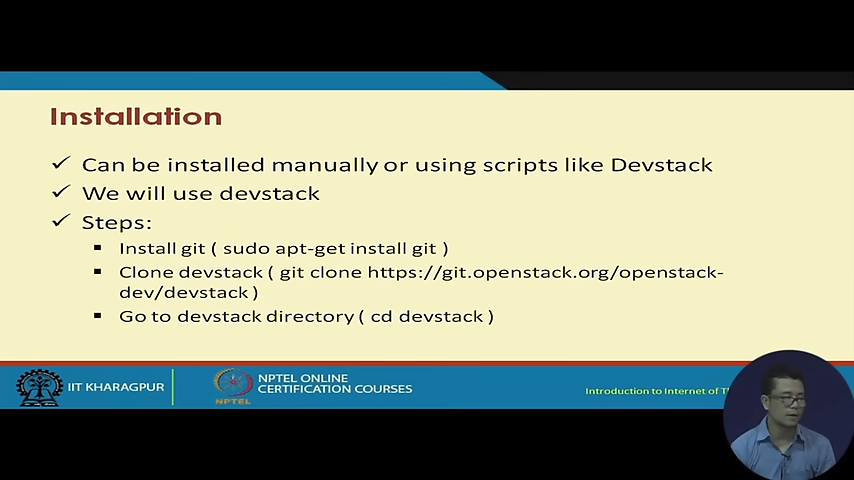 Installation
✓ Can be installed manually or using scripts like Devstack
✓ We will use devstack
✓ Steps:
▪ Install git ( sudo apt-get install git )
▪ Clone devstack ( git clone https://git.openstack.org/openstack-
dev/devstack )
▪ Go to devstack directory ( cd devstack )
IIT KHARAGPUR
NPTEL
NPTEL ONLINE
CERTIFICATION COURSES
Introduction to Internet of